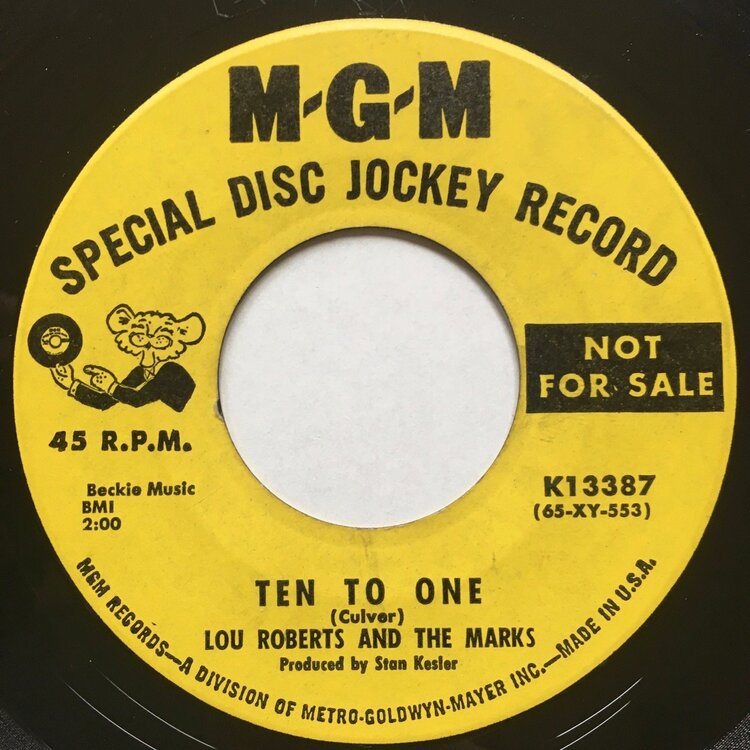 M-G-M
SPECIAL DISC JOCKEY RECORD
NOT
FOR SALE
45 R.P.M.
Beckie Music
BMI
2:00
K13387
(65-XY-553)
TEN TO ONE
(Culver)
LOU ROBERTS AND THE MARKS
Produced by Stan Kesler
MGM RECORDS—A DIVISION OF METRO-GOLDWYN-MAYER INC.—MADE IN U.S.A.